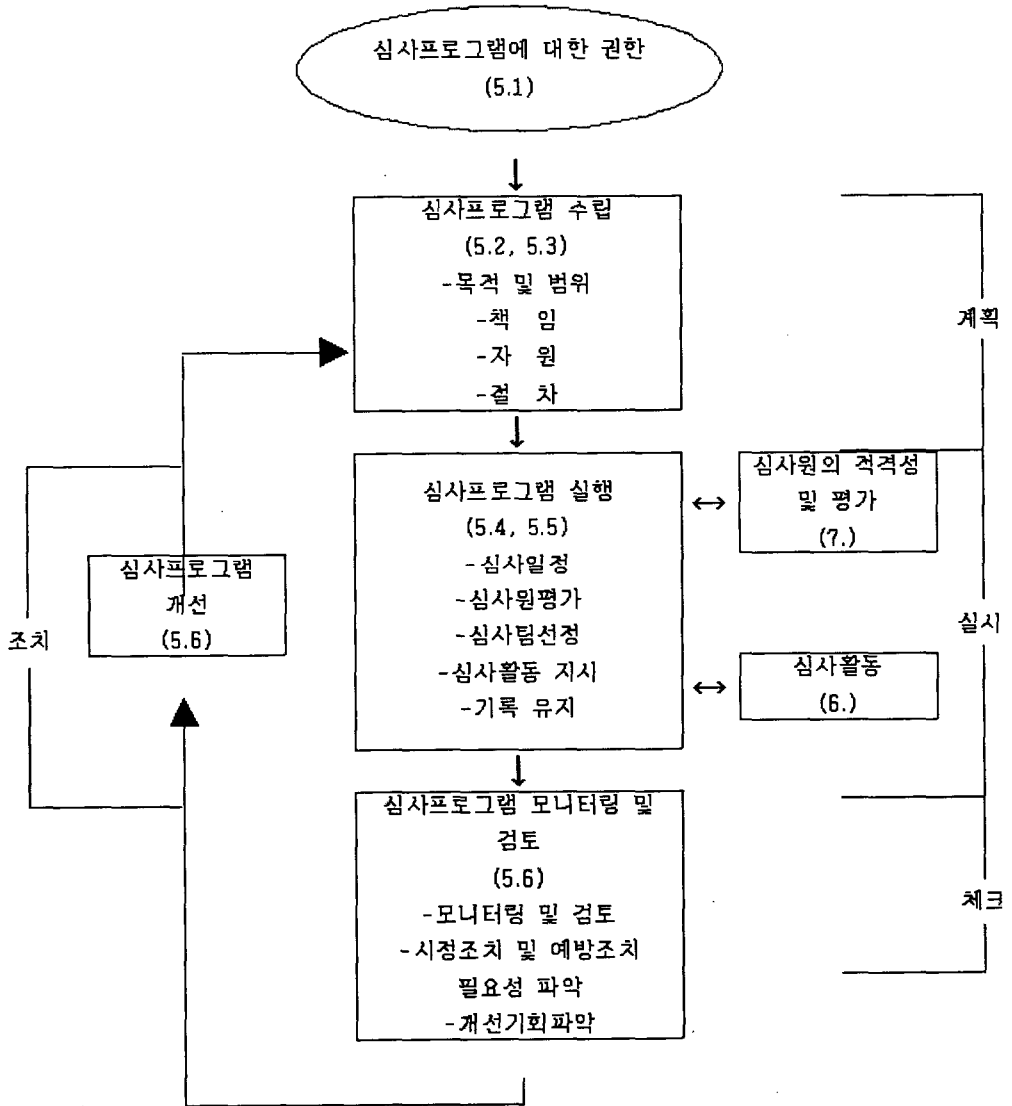 심사프로그램에 대한 권한
(5.1)
심사프로그램 수립
(5.2, 5.3)
-목적 및 범위
-책 임
-자 원
-절 차
계획
심사프로그램 실행
(5.4, 5.5)
-심사일정
-심사원평가
-심사팀선정
-심사활동 지시
-기록 유지
심사원의 적격성
및 평가
(7.)
심사활동
(6.)
실시
심사프로그램
개선
(5.6)
조치
심사프로그램 모니터링 및
검토
(5.6)
-모니터링 및 검토
-시정조치 및 예방조치
필요성 파악
-개선기회파악
체크